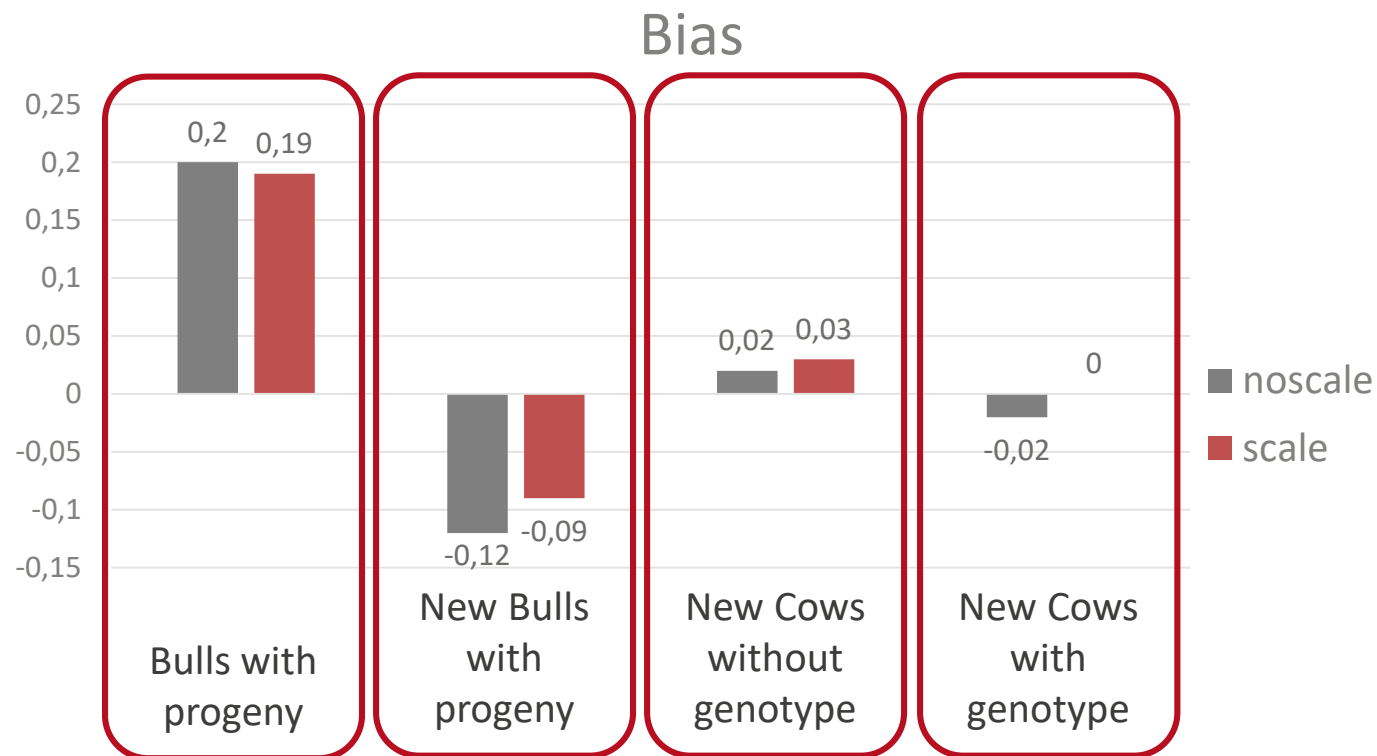 Bias
0,25
0,2
0,15
0,1
0,05
0
-0,05
-0,1
-0,15
0,2
0,19
-0,12
-0,09
0,02
0,03
-0,02
0
Bulls with
progeny
New Bulls
with
progeny
New Cows
without
genotype
New Cows
with
genotype
noscale
scale